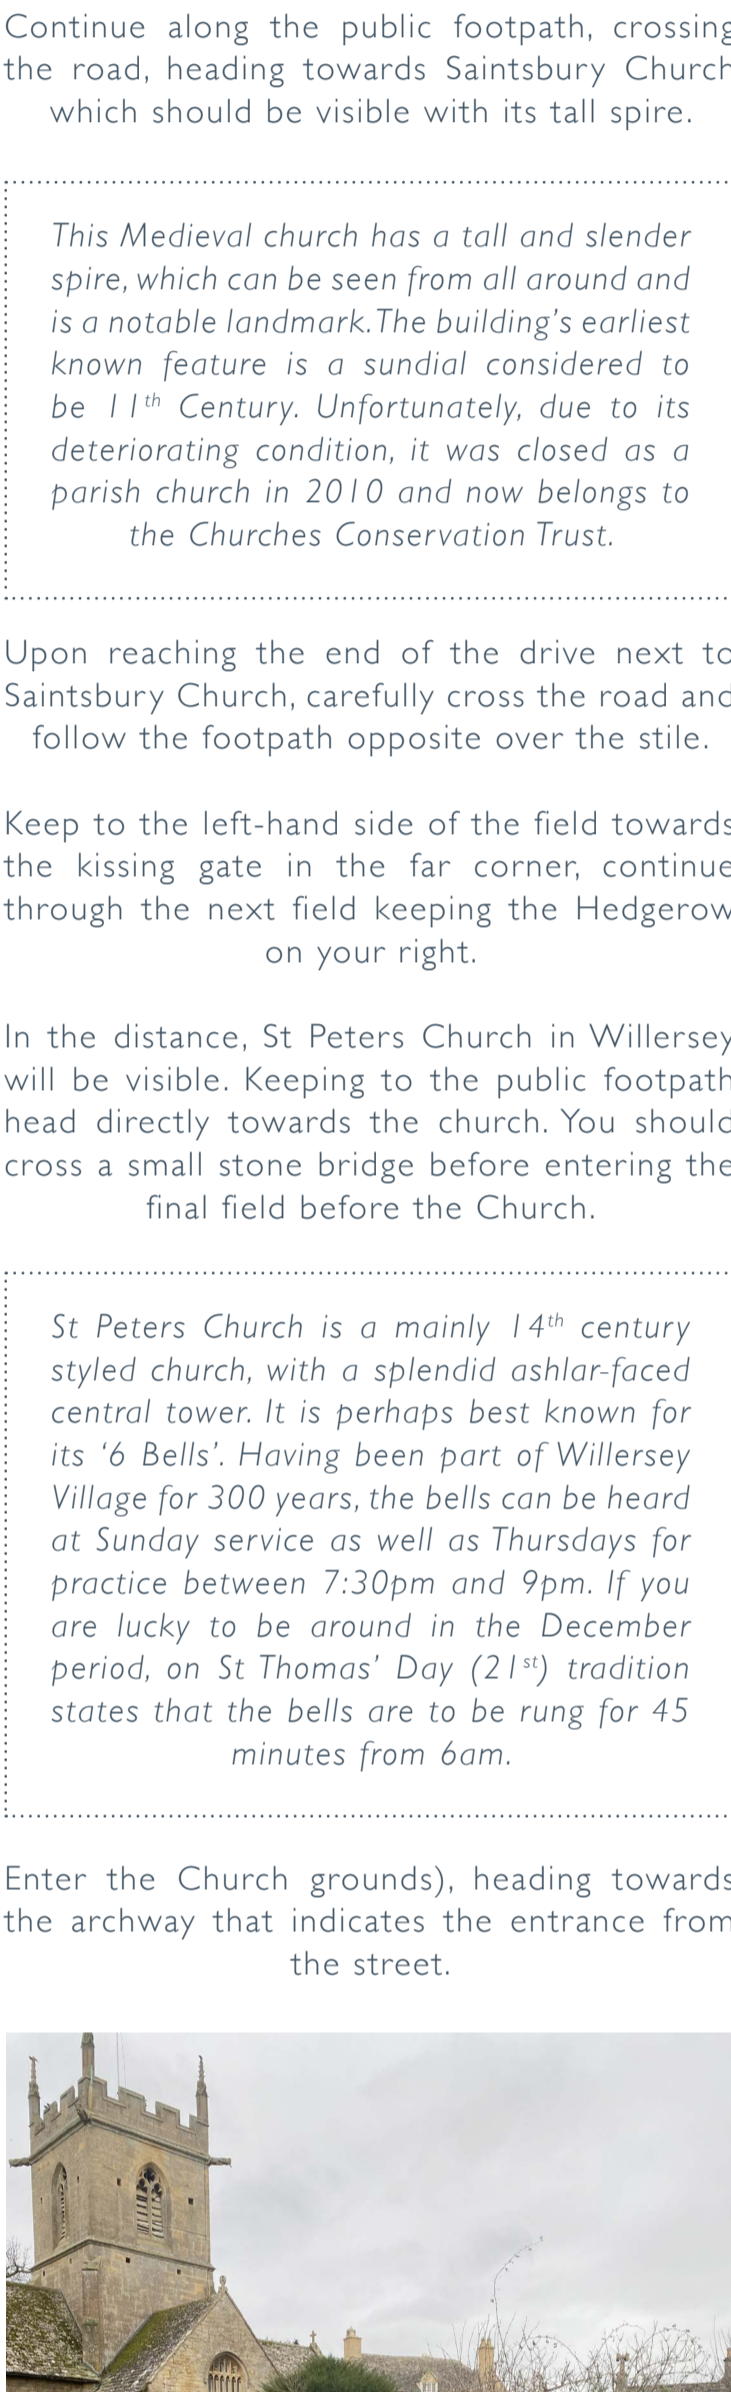 Continue along the public footpath, crossing
the road, heading towards Saintsbury Church
which should be visible with its tall spire.
This Medieval church has a tall and slender
spire, which can be seen from all around and
is a notable landmark. The building's earliest
known feature is a sundial considered to
be 11th Century. Unfortunately, due to its
deteriorating condition, it was closed as a
parish church in 2010 and now belongs to
the Churches Conservation Trust.
Upon reaching the end of the drive next to
Saintsbury Church, carefully cross the road and
follow the footpath opposite over the stile.
Keep to the left-hand side of the field towards
the kissing gate in the far corner, continue
through the next field keeping the Hedgerow
on your right.
In the distance, St Peters Church in Willersey
will be visible. Keeping to the public footpath
head directly towards the church. You should
cross a small stone bridge before entering the
final field before the Church.
St Peters Church is a mainly 14th century
styled church, with a splendid ashlar-faced
central tower. It is perhaps best known for
its ‘6 Bells’. Having been part of Willersey
Village for 300 years, the bells can be heard
at Sunday service as well as Thursdays for
practice between 7:30pm and 9pm. If you
are lucky to be around in the December
period, on St Thomas’ Day (21st) tradition
states that the bells are to be rung for 45
minutes from 6am.
Enter the Church grounds), heading towards
the archway that indicates the entrance from
the street.